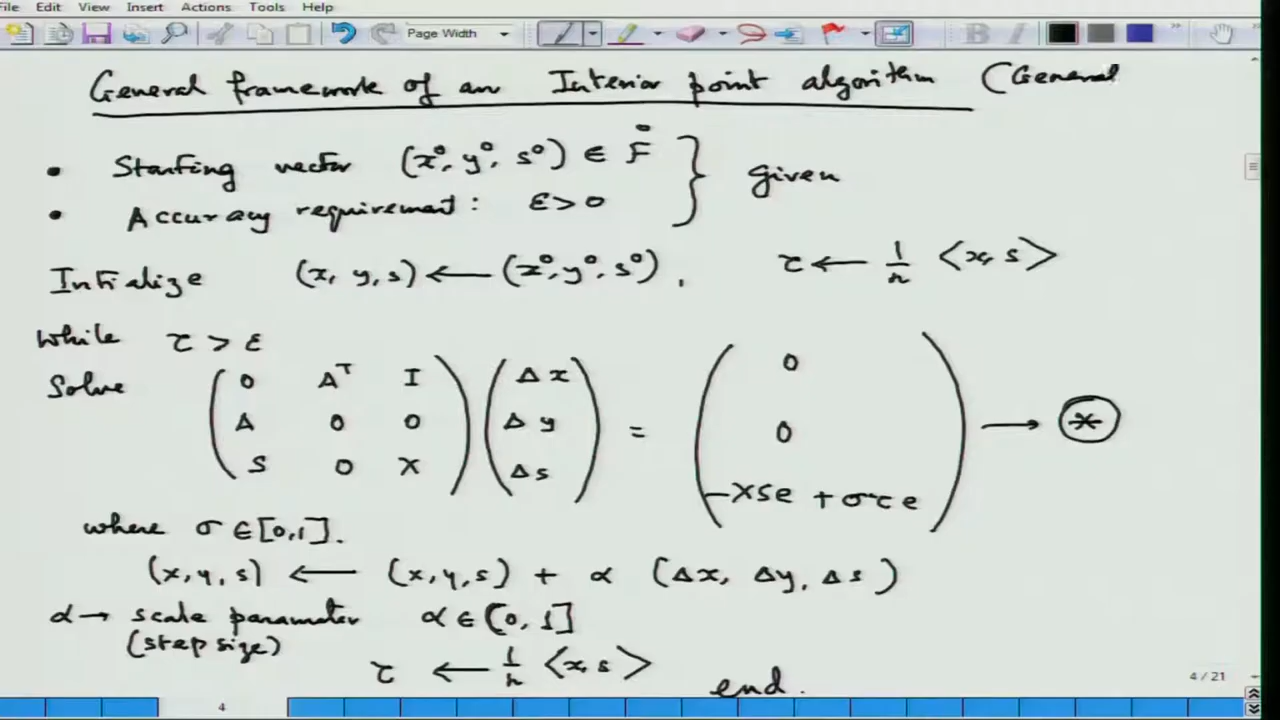 File Edit View Insert Actions Tools Help
Page Width
General framework of an Interior point algorithm (General
• Starting vector (x⁰, y⁰, s⁰) ∈ F° } given
• Accuracy requirement: ε > 0
Initialize (x, y, s) ← (x⁰, y⁰, s⁰), τ ← 1/n <x, s>
While τ > ε
Solve
( 0 Aᵀ I ) ( Δx ) = ( 0 )
( A 0 0 ) ( Δy ) ( 0 ) → ⊛
( S 0 X ) ( Δs ) ( -XSe + στe )
where σ ∈ [0,1].
(x, y, s) ← (x, y, s) + α (Δx, Δy, Δs)
α → scale parameter α ∈ [0, 1]
(step size)
τ ← 1/n <x, s> end.
4 / 21
4